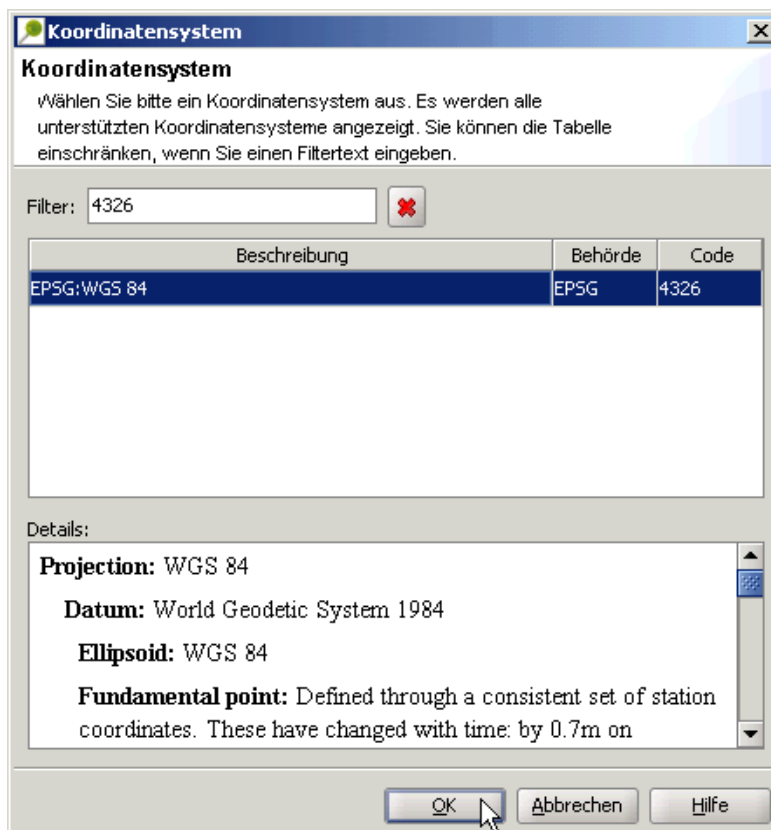 Koordinatensystem
Koordinatensystem
Wählen Sie bitte ein Koordinatensystem aus. Es werden alle
unterstützten Koordinatensysteme angezeigt. Sie können die Tabelle
einschränken, wenn Sie einen Filtertext eingeben.
Filter: 4326
Beschreibung Behörde Code
EPSG:WGS 84 EPSG 4326
Details:
Projection: WGS 84
Datum: World Geodetic System 1984
Ellipsoid: WGS 84
Fundamental point: Defined through a consistent set of station
coordinates. These have changed with time: by 0.7m on
OK Abbrechen Hilfe